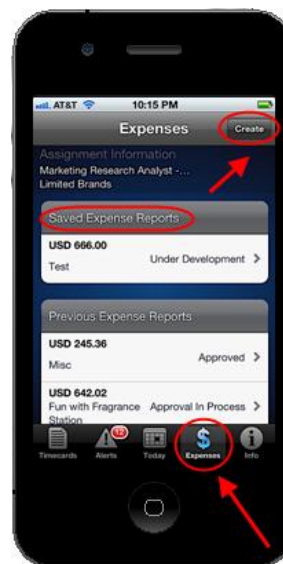 AT&T 10:15 PM
Expenses Create
Assignment Information
Marketing Research Analyst -...
Limited Brands
Saved Expense Reports
USD 666.00
Test Under Development >
Previous Expense Reports
USD 245.36
Misc Approved >
USD 642.02
Fun with Fragrance Approval In Process >
Station
12
$
Timecards Alerts Today Expenses Info